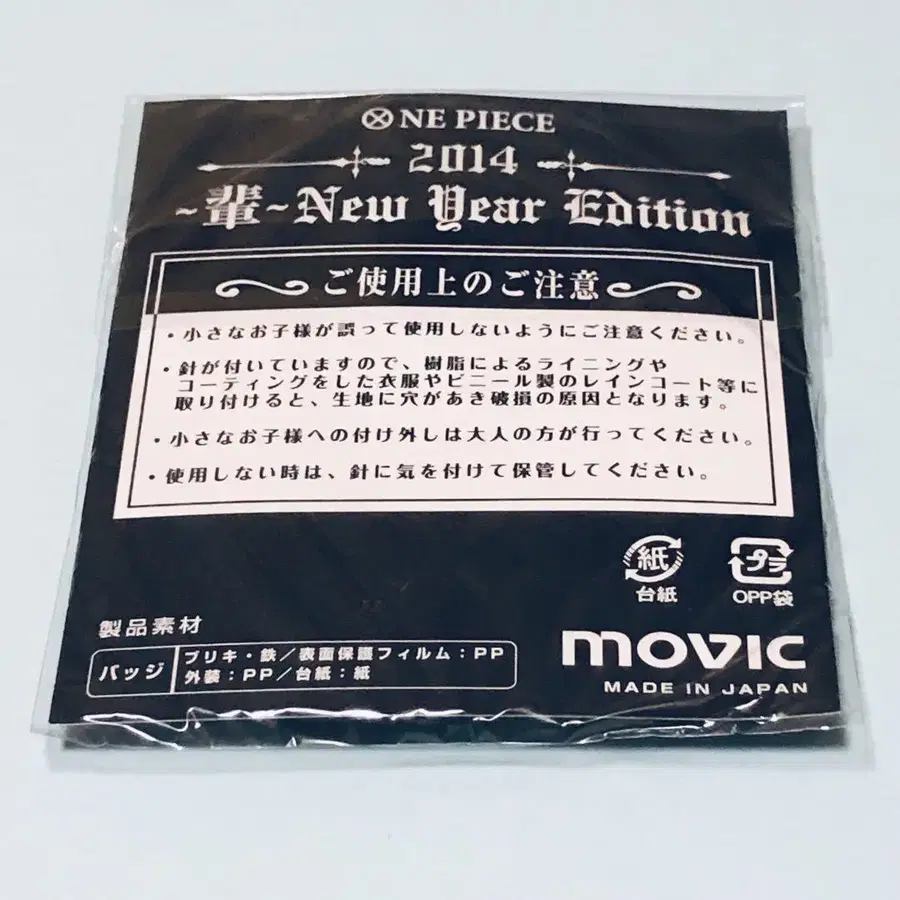 ONE PIECE
2014
~輩~New Year Edition
ご使用上のご注意
・小さなお子様が誤って使用しないようにご注意ください。
・針が付いていますので、樹脂によるライニングや
コーティングをした衣服やビニール製のレインコート等に
取り付けると、生地に穴があき破損の原因となります。
・小さなお子様への付け外しは大人の方が行ってください。
・使用しない時は、針に気を付けて保管してください。
紙
台紙
プラ
OPP袋
製品素材
バッジ
ブリキ・鉄/表面保護フィルム:PP
外装:PP/台紙:紙
movic
MADE IN JAPAN